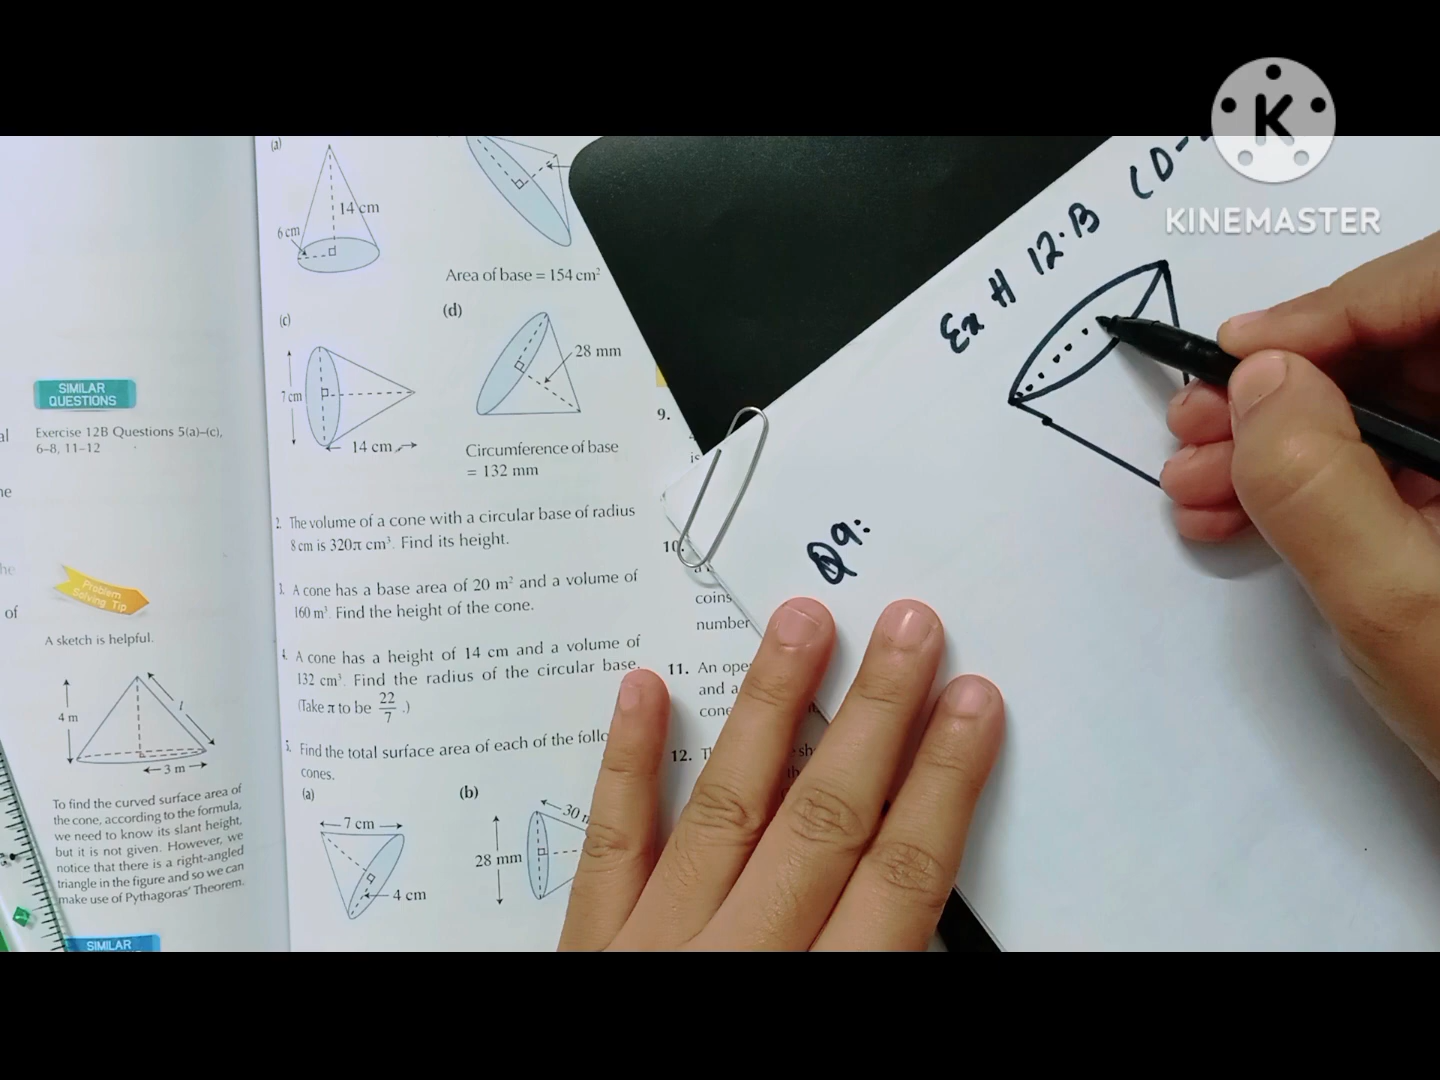 SIMILAR
QUESTIONS
Exercise 12B Questions 5(a)–(c),
6–8, 11–12
of
Problem
Solving Tip
A sketch is helpful.
4 m
l
3 m
To find the curved surface area of
the cone, according to the formula,
we need to know its slant height,
but it is not given. However, we
notice that there is a right-angled
triangle in the figure and so we can
make use of Pythagoras' Theorem.
SIMILAR
(a)
14 cm
6 cm
Area of base = 154 cm²
(c)
7 cm
14 cm
(d)
28 mm
Circumference of base
= 132 mm
2. The volume of a cone with a circular base of radius
8 cm is 320π cm³. Find its height.
A cone has a base area of 20 m² and a volume of
160 m³. Find the height of the cone.
4. A cone has a height of 14 cm and a volume of
132 cm³. Find the radius of the circular base.
(Take π to be 22/7 .)
5. Find the total surface area of each of the
cones.
(a)
7 cm
4 cm
(b)
30
28 mm
9.
is
10.
coins
number
11. An
and a
12.
Ex # 12.B (D-
Q9:
K
KINEMASTER